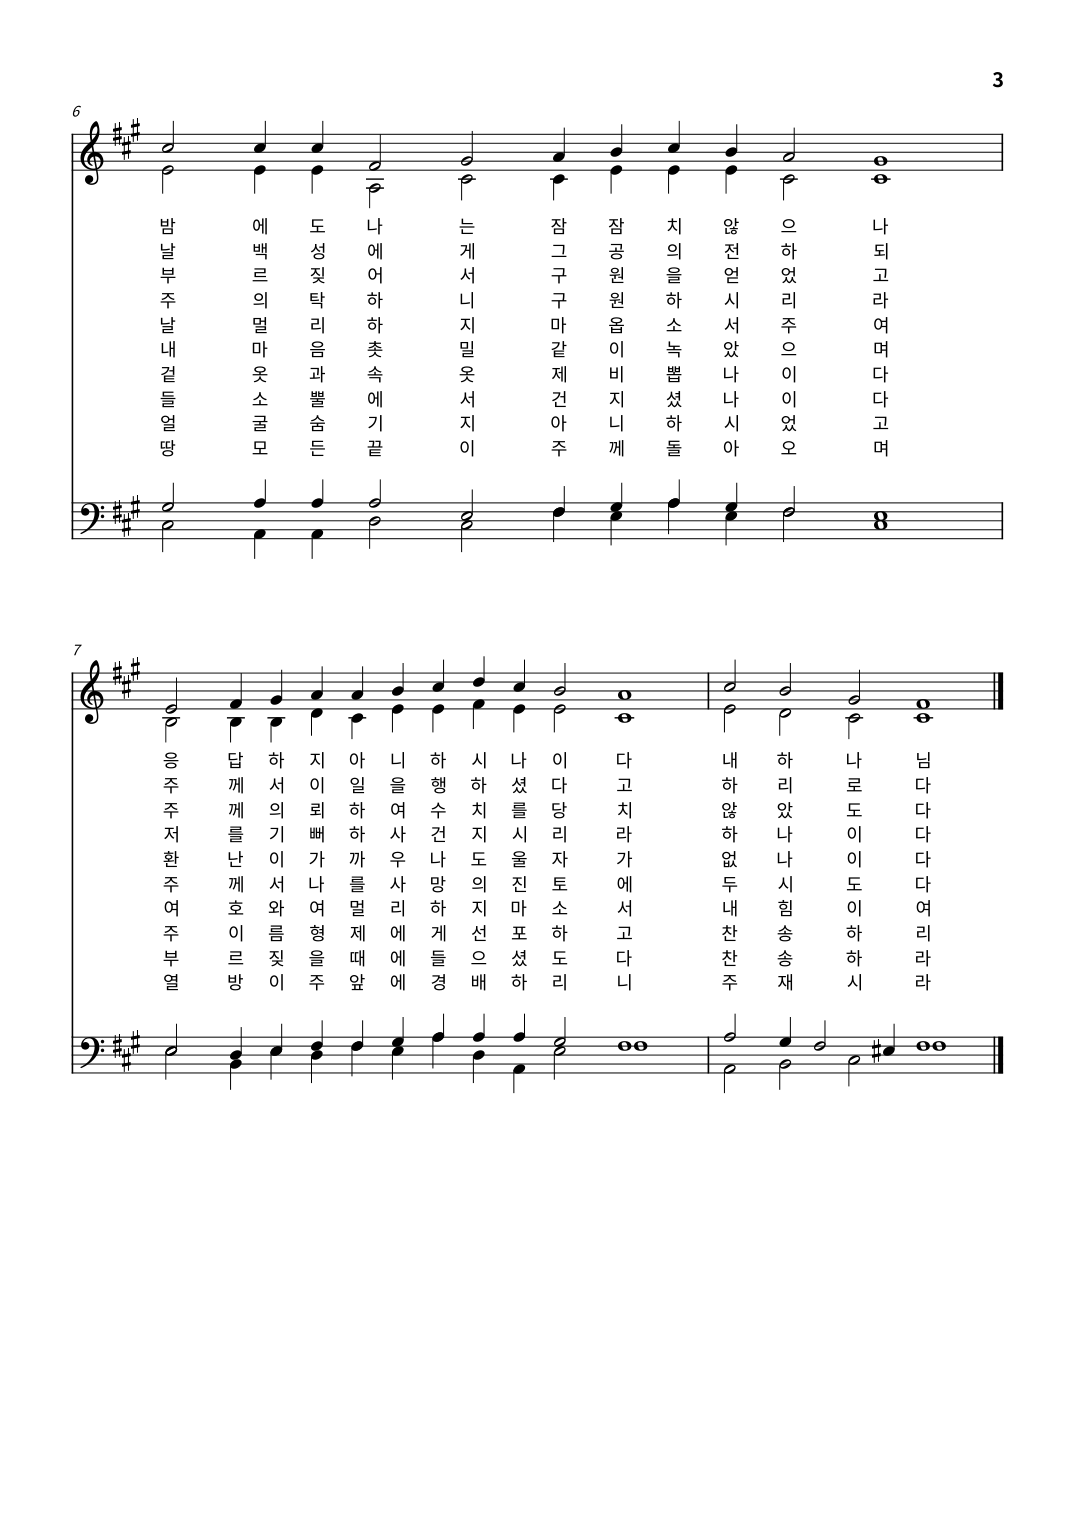 3
6
밤 에 도 나 는 잠 잠 치 않 으 나
날 백 성 에 게 그 공 의 전 하 되
부 르 짖 어 서 구 원 을 얻 었 고
주 의 탁 하 니 구 원 하 시 리 라
날 멀 리 하 지 마 옵 소 서 주 여
내 마 음 촛 밀 같 이 녹 았 으 며
겉 옷 과 속 옷 제 비 뽑 나 이 다
들 소 뿔 에 서 건 지 셨 나 이 다
얼 굴 숨 기 지 아 니 하 시 었 고
땅 모 든 끝 이 주 께 돌 아 오 며
7
응 답 하 지 아 니 하 시 나 이 다 내 하 나 님
주 께 서 이 일 을 행 하 셨 다 고 하 리 로 다
주 께 의 뢰 하 여 수 치 를 당 치 않 았 도 다
저 를 기 뻐 하 사 건 지 시 리 라 하 나 이 다
환 난 이 가 까 우 나 도 울 자 가 없 나 이 다
주 께 서 나 를 사 망 의 진 토 에 두 시 도 다
여 호 와 여 멀 리 하 지 마 소 서 내 힘 이 여
주 이 름 형 제 에 게 선 포 하 고 찬 송 하 리
부 르 짖 을 때 에 들 으 셨 도 다 찬 송 하 라
열 방 이 주 앞 에 경 배 하 리 니 주 재 시 라